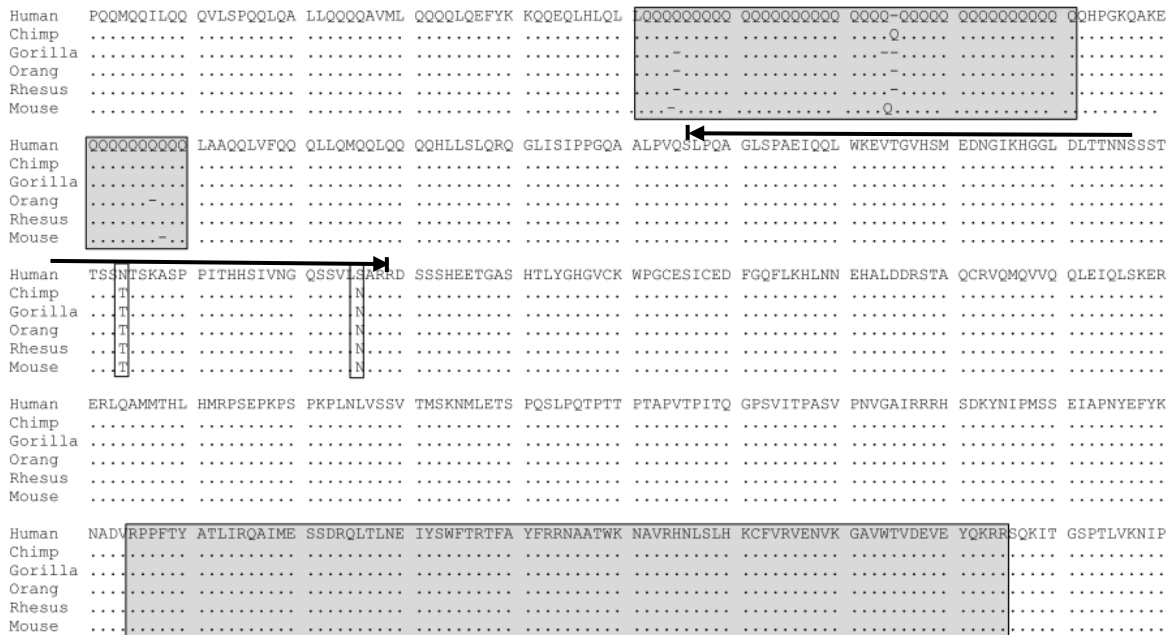 Human PQQMQQILQQ QVLSPQQLQA LLQQQQAVML QQQQLQEFYK KQQEQLHLQL LQQQQQQQQQ QQQQQQQQQQ QQQQ-QQQQQ QQQQQQQQQQ QQHPGKQAKE
Chimp .......... .......... .......... .......... .......... .......... .......... ....Q..... .......... ..........
Gorilla .......... .......... .......... .......... .......... ....-..... .......... ...--..... .......... ..........
Orang .......... .......... .......... .......... .......... ....-..... .......... ....-..... .......... ..........
Rhesus .......... .......... .......... .......... .......... ....-..... .......... ....-..... .......... ..........
Mouse .......... .......... .......... .......... .......... ...-...... .......... ...Q...... .......... ..........
Human QQQQQQQQQQ LAAQQLVFQQ QLLQMQQLQQ QQHLLSLQRQ GLISIPPGQA ALPVQSLPQA GLSPAEIQQL WKEVTGVHSM EDNGIKHGGL DLTTNNSSST
Chimp .......... .......... .......... .......... .......... .......... .......... .......... .......... ..........
Gorilla .......... .......... .......... .......... .......... .......... .......... .......... .......... ..........
Orang ......-... .......... .......... .......... .......... .......... .......... .......... .......... ..........
Rhesus .......... .......... .......... .......... .......... .......... .......... .......... .......... ..........
Mouse .......-.. .......... .......... .......... .......... .......... .......... .......... .......... ..........
Human TSSNTSKASP PITHHSIVNG QSSVLSARRD SSSHEETGAS HTLYGHGVCK WPGCESICED FGQFLKHLNN EHALDDRSTA QCRVQMQVVQ QLEIQLSKER
Chimp ...T...... .......... .....N.... .......... .......... .......... .......... .......... .......... ..........
Gorilla ...T...... .......... .....N.... .......... .......... .......... .......... .......... .......... ..........
Orang ...T...... .......... .....N.... .......... .......... .......... .......... .......... .......... ..........
Rhesus ...T...... .......... .....N.... .......... .......... .......... .......... .......... .......... ..........
Mouse ...T...... .......... .....N.... .......... .......... .......... .......... .......... .......... ..........
Human ERLQAMMTHL HMRPSEPKPS PKPLNLVSSV TMSKNMLETS PQSLPQTPTT PTAPVTPITQ GPSVITPASV PNVGAIRRRH SDKYNIPMSS EIAPNYEFYK
Chimp .......... .......... .......... .......... .......... .......... .......... .......... .......... ..........
Gorilla .......... .......... .......... .......... .......... .......... .......... .......... .......... ..........
Orang .......... .......... .......... .......... .......... .......... .......... .......... .......... ..........
Rhesus .......... .......... .......... .......... .......... .......... .......... .......... .......... ..........
Mouse .......... .......... .......... .......... .......... .......... .......... .......... .......... ..........
Human NADVRPPFTY ATLIRQAIME SSDRQLTLNE IYSWFTRTFA YFRRNAATWK NAVRHNLSLH KCFVRVENVK GAVWTVDEVE YQKRRSQKIT GSPTLVKNIP
Chimp .......... .......... .......... .......... .......... .......... .......... .......... .......... ..........
Gorilla .......... .......... .......... .......... .......... .......... .......... .......... .......... ..........
Orang .......... .......... .......... .......... .......... .......... .......... .......... .......... ..........
Rhesus .......... .......... .......... .......... .......... .......... .......... .......... .......... ..........
Mouse .......... .......... .......... .......... .......... .......... .......... .......... .......... ..........